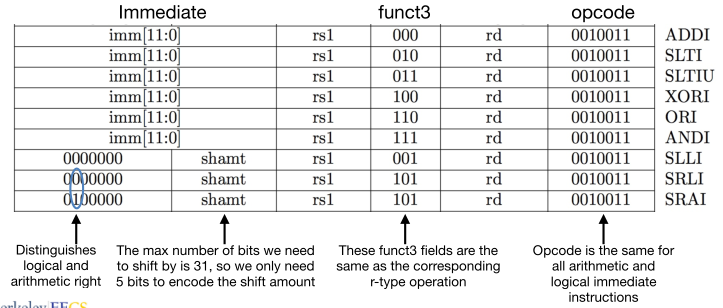 Immediate funct3 opcode
imm[11:0] rs1 000 rd 0010011 ADDI
imm[11:0] rs1 010 rd 0010011 SLTI
imm[11:0] rs1 011 rd 0010011 SLTIU
imm[11:0] rs1 100 rd 0010011 XORI
imm[11:0] rs1 110 rd 0010011 ORI
imm[11:0] rs1 111 rd 0010011 ANDI
0000000 shamt rs1 001 rd 0010011 SLLI
0000000 shamt rs1 101 rd 0010011 SRLI
0100000 shamt rs1 101 rd 0010011 SRAI
Distinguishes
logical and
arithmetic right
The max number of bits we need
to shift by is 31, so we only need
5 bits to encode the shift amount
These funct3 fields are the
same as the corresponding
r-type operation
Opcode is the same for
all arithmetic and
logical immediate
instructions